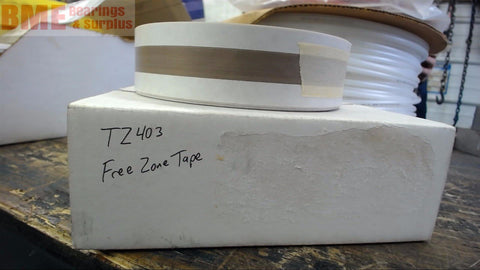 BME Bearings
& Surplus
TZ403
Free Zone Tape